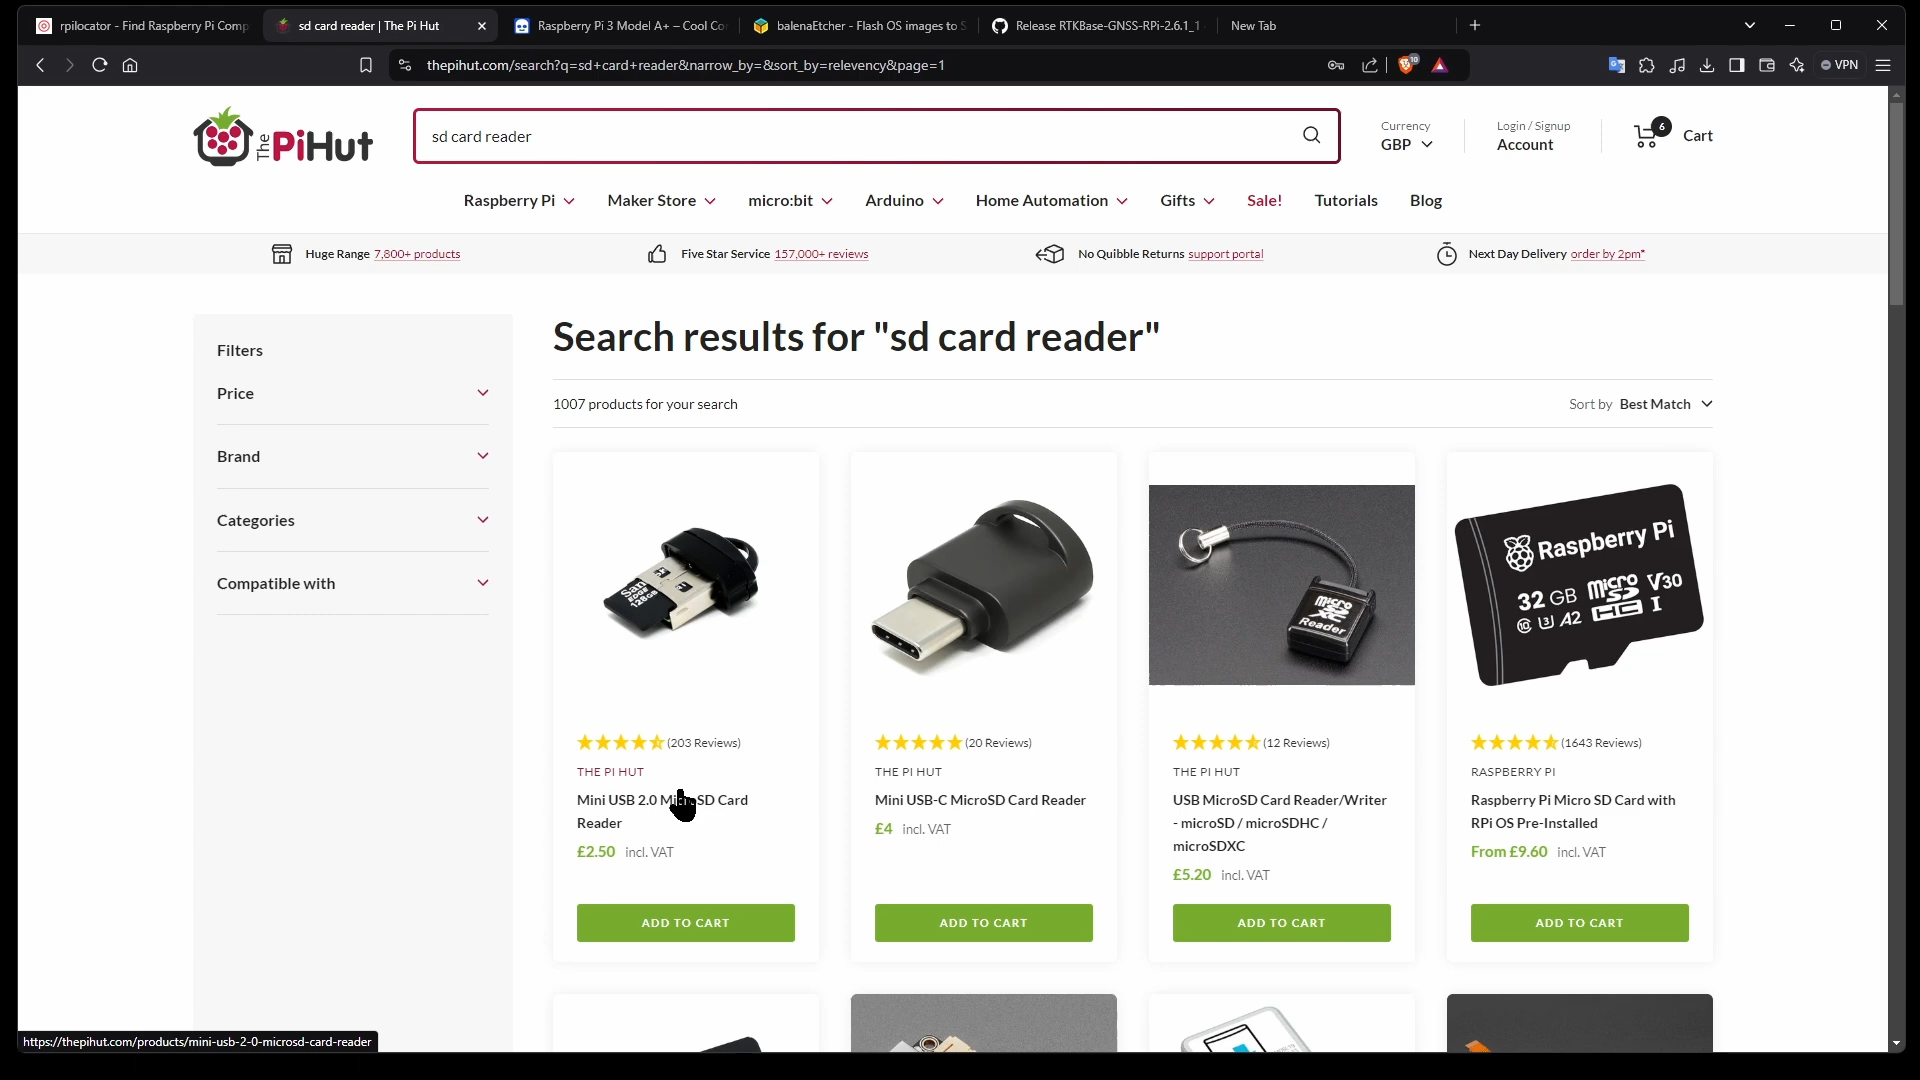 rpilocator - Find Raspberry Pi Comp
sd card reader | The Pi Hut
Raspberry Pi 3 Model A+ – Cool Co
balenaEtcher - Flash OS images to S
Release RTKBase-GNSS-RPi-2.6.1_1
New Tab
thepihut.com/search?q=sd+card+reader&narrow_by=&sort_by=relevency&page=1
10
VPN
The PiHut
sd card reader
Currency
GBP
Login / Signup
Account
6
Cart
Raspberry Pi
Maker Store
micro:bit
Arduino
Home Automation
Gifts
Sale!
Tutorials
Blog
Huge Range 7,800+ products
Five Star Service 157,000+ reviews
No Quibble Returns support portal
Next Day Delivery order by 2pm*
Filters
Price
Brand
Categories
Compatible with
Search results for "sd card reader"
1007 products for your search
Sort by Best Match
128GB
Micro
Reader
Raspberry Pi
32 GB micro SD HC I V30
U3 A2
(203 Reviews)
THE PI HUT
Mini USB 2.0 MicroSD Card
Reader
£2.50 incl. VAT
ADD TO CART
(20 Reviews)
THE PI HUT
Mini USB-C MicroSD Card Reader
£4 incl. VAT
ADD TO CART
(12 Reviews)
THE PI HUT
USB MicroSD Card Reader/Writer
- microSD / microSDHC /
microSDXC
£5.20 incl. VAT
ADD TO CART
(1643 Reviews)
RASPBERRY PI
Raspberry Pi Micro SD Card with
RPi OS Pre-Installed
From £9.60 incl. VAT
ADD TO CART
https://thepihut.com/products/mini-usb-2-0-microsd-card-reader